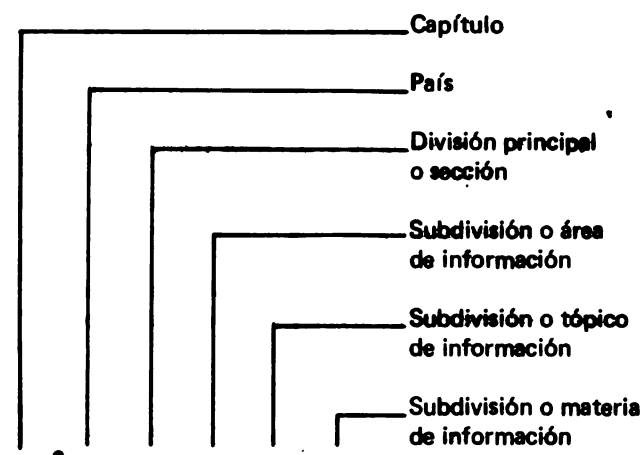 Capítulo
País
División principal
o sección
Subdivisión o área
de información
Subdivisión o tópico
de información
Subdivisión o materia
de información